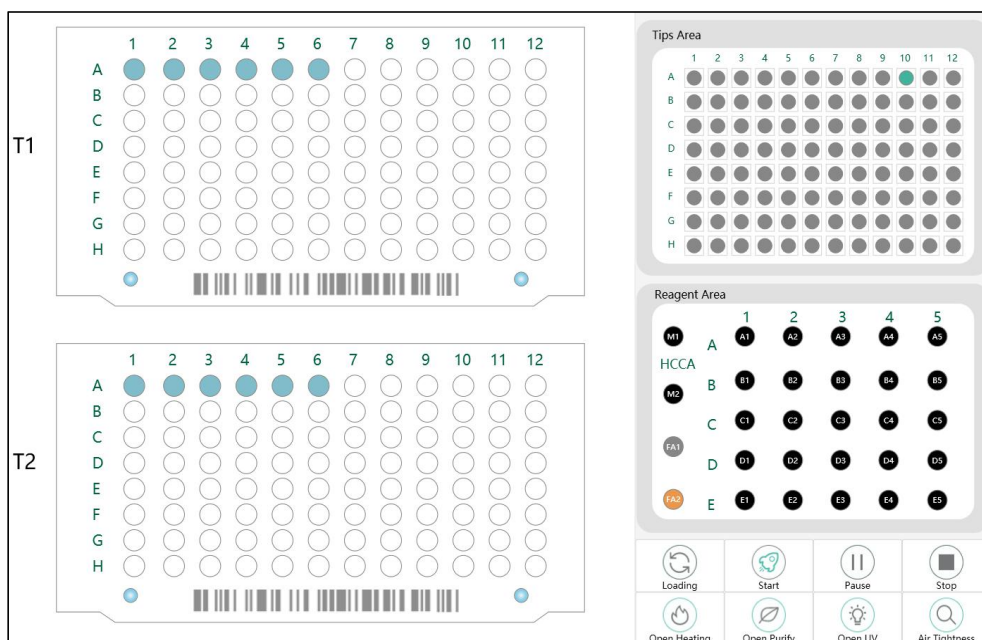 T1
1 2 3 4 5 6 7 8 9 10 11 12
A
B
C
D
E
F
G
H
T2
1 2 3 4 5 6 7 8 9 10 11 12
A
B
C
D
E
F
G
H
Tips Area
1 2 3 4 5 6 7 8 9 10 11 12
A
B
C
D
E
F
G
H
Reagent Area
1 2 3 4 5
M1 A A1 A2 A3 A4 A5
HCCA
M2 B B1 B2 B3 B4 B5
C C1 C2 C3 C4 C5
FA1 D D1 D2 D3 D4 D5
FA2 E E1 E2 E3 E4 E5
Loading Start Pause Stop
Open Heating Open Purify Open UV Air Tightness